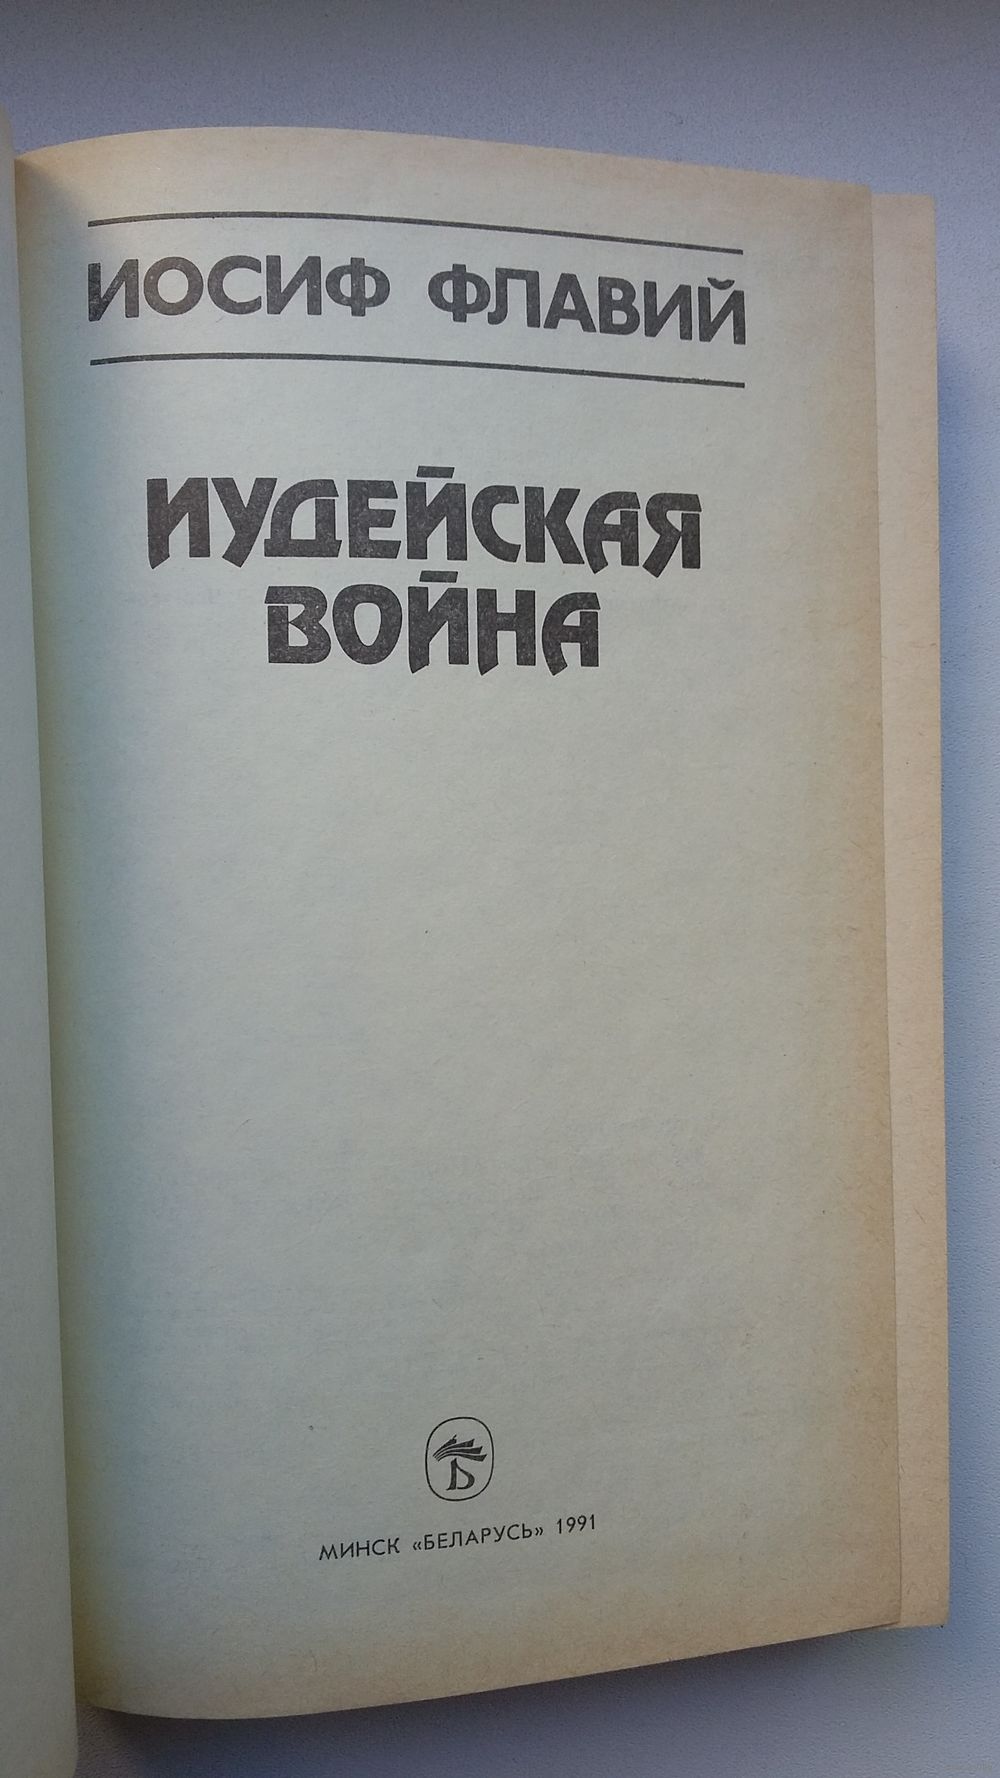 ИОСИФ ФЛАВИЙ
ИУДЕЙСКАЯ
ВОЙНА
Б
МИНСК «БЕЛАРУСЬ» 1991